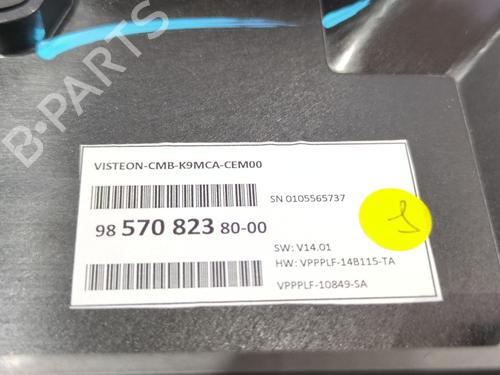 B-PARTS
VISTEON-CMB-K9MCA-CEM00
SN 0105565737
98 570 823 80-00
SW: V14.01
HW: VPPPLF-14B115-TA
VPPPLF-10849-SA